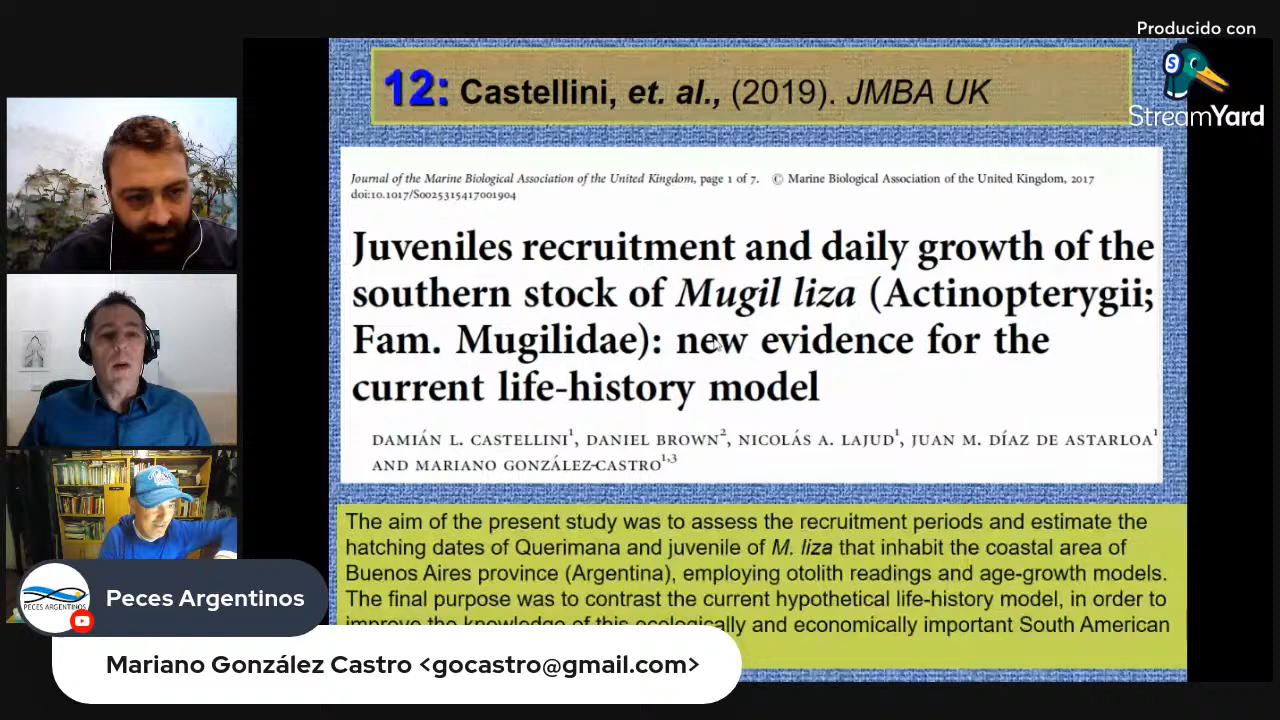 Producido con
StreamYard
12: Castellini, et. al., (2019). JMBA UK
Journal of the Marine Biological Association of the United Kingdom, page 1 of 7. © Marine Biological Association of the United Kingdom, 2017
doi:10.1017/S0025315417001904
Juveniles recruitment and daily growth of the
southern stock of Mugil liza (Actinopterygii;
Fam. Mugilidae): new evidence for the
current life-history model
DAMIÁN L. CASTELLINI1, DANIEL BROWN2, NICOLÁS A. LAJUD1, JUAN M. DÍAZ DE ASTARLOA1
AND MARIANO GONZÁLEZ-CASTRO1,3
The aim of the present study was to assess the recruitment periods and estimate the
hatching dates of Querimana and juvenile of M. liza that inhabit the coastal area of
Buenos Aires province (Argentina), employing otolith readings and age-growth models.
The final purpose was to contrast the current hypothetical life-history model, in order to
improve the knowledge of this ecologically and economically important South American
PECES ARGENTINOS
Peces Argentinos
Mariano González Castro <gocastro@gmail.com>